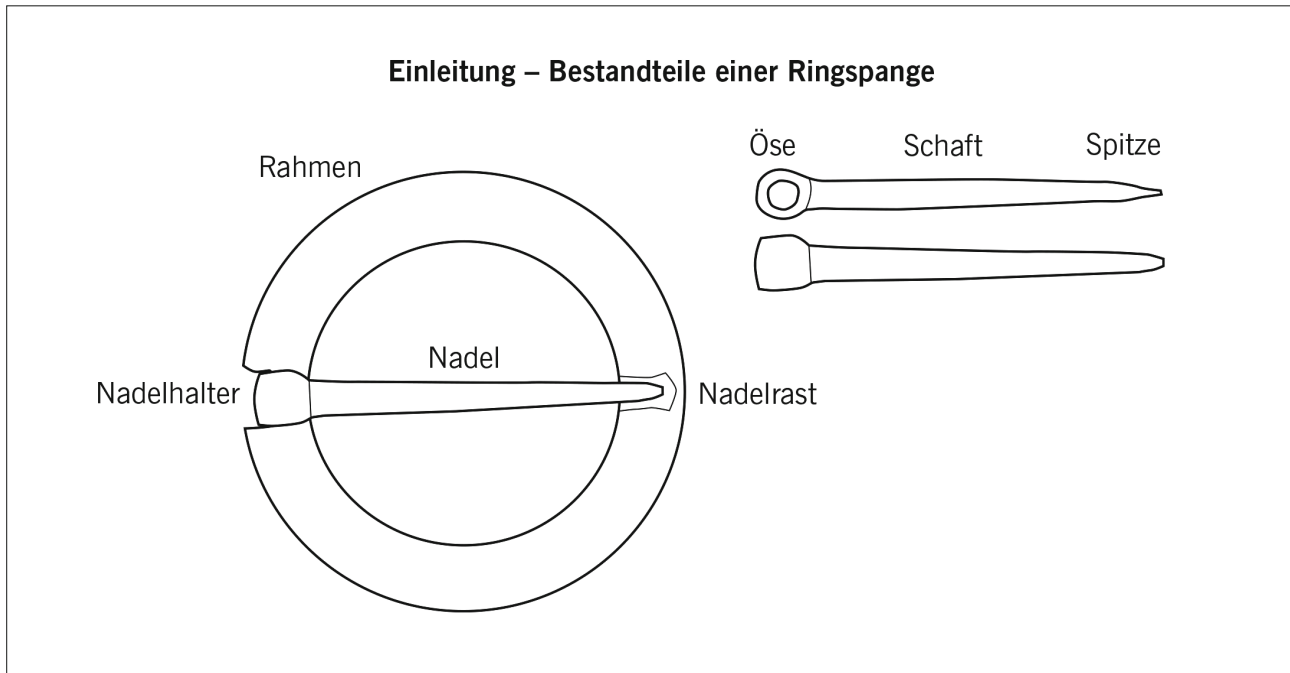 Einleitung – Bestandteile einer Ringspange
Öse Schaft Spitze
Rahmen
Nadel
Nadelhalter
Nadelrast